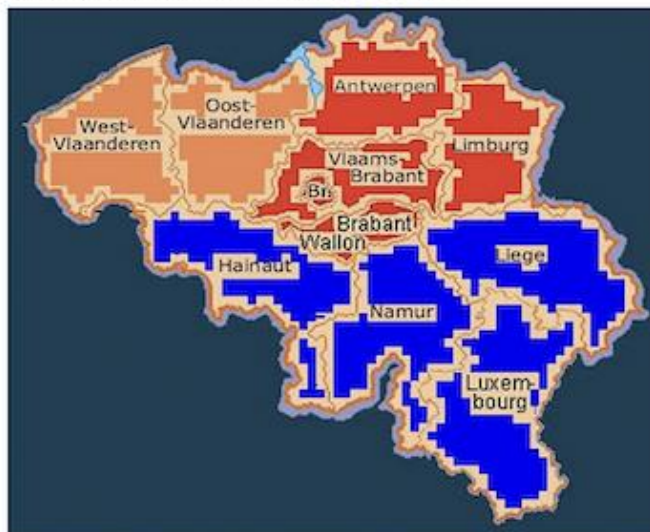 Antwerpen
Oost-
Vlaanderen
West-
Vlaanderen
Limburg
Vlaams-
Brabant
Br
Brabant
Wallon
Hainaut
Liege
Namur
Luxem-
bourg